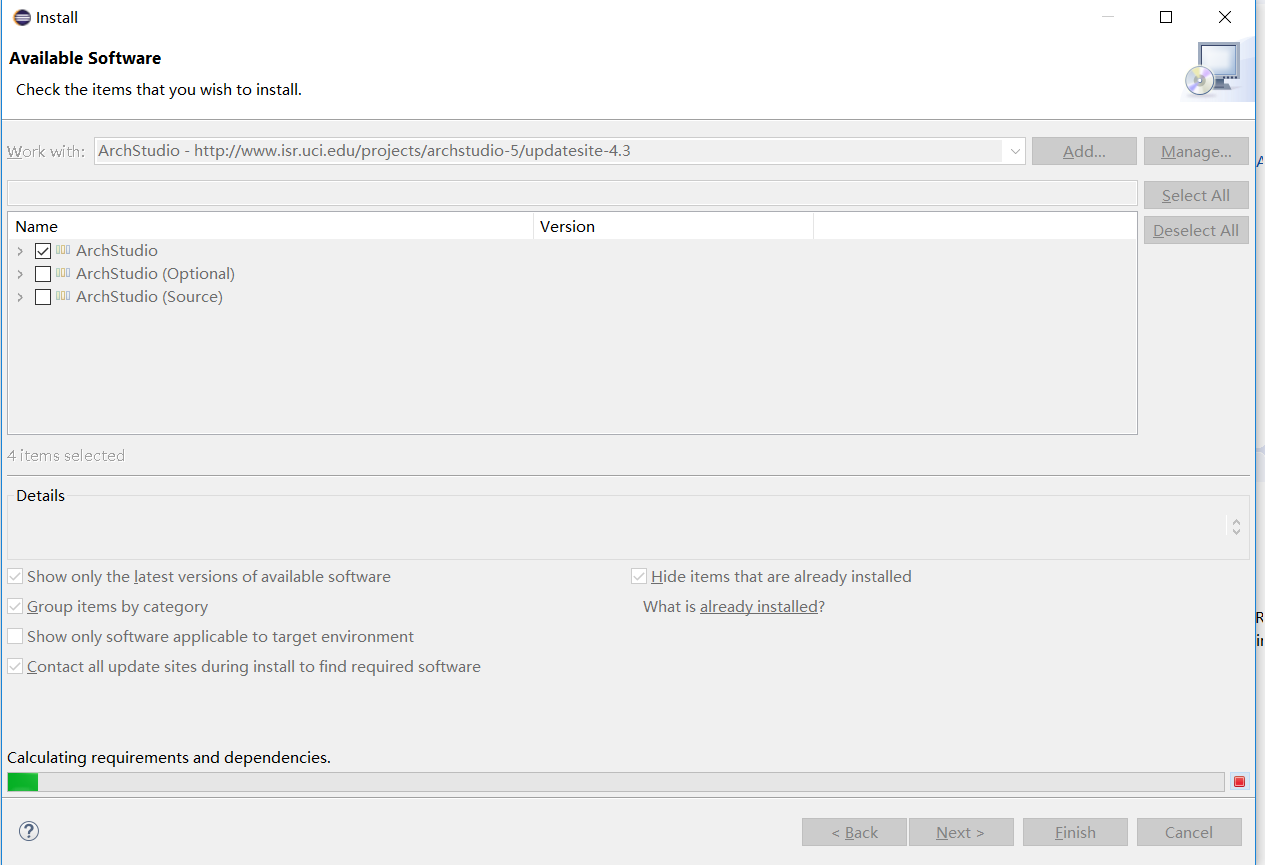 Install
Available Software
Check the items that you wish to install.
Work with: ArchStudio - http://www.isr.uci.edu/projects/archstudio-5/updatesite-4.3 Add... Manage...
Select All
Name Version
Deselect All
ArchStudio
ArchStudio (Optional)
ArchStudio (Source)
4 items selected
Details
Show only the latest versions of available software Hide items that are already installed
Group items by category What is already installed?
Show only software applicable to target environment
Contact all update sites during install to find required software
Calculating requirements and dependencies.
? < Back Next > Finish Cancel